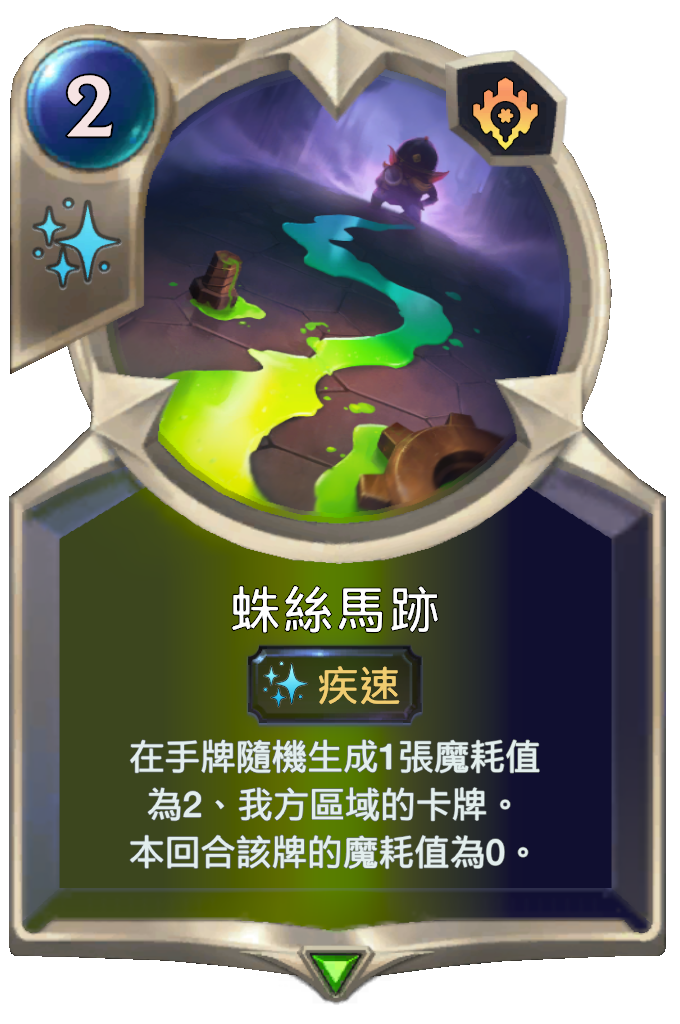 2
蛛絲馬跡
疾速
在手牌隨機生成1張魔耗值
為2、我方區域的卡牌。
本回合該牌的魔耗值為0。